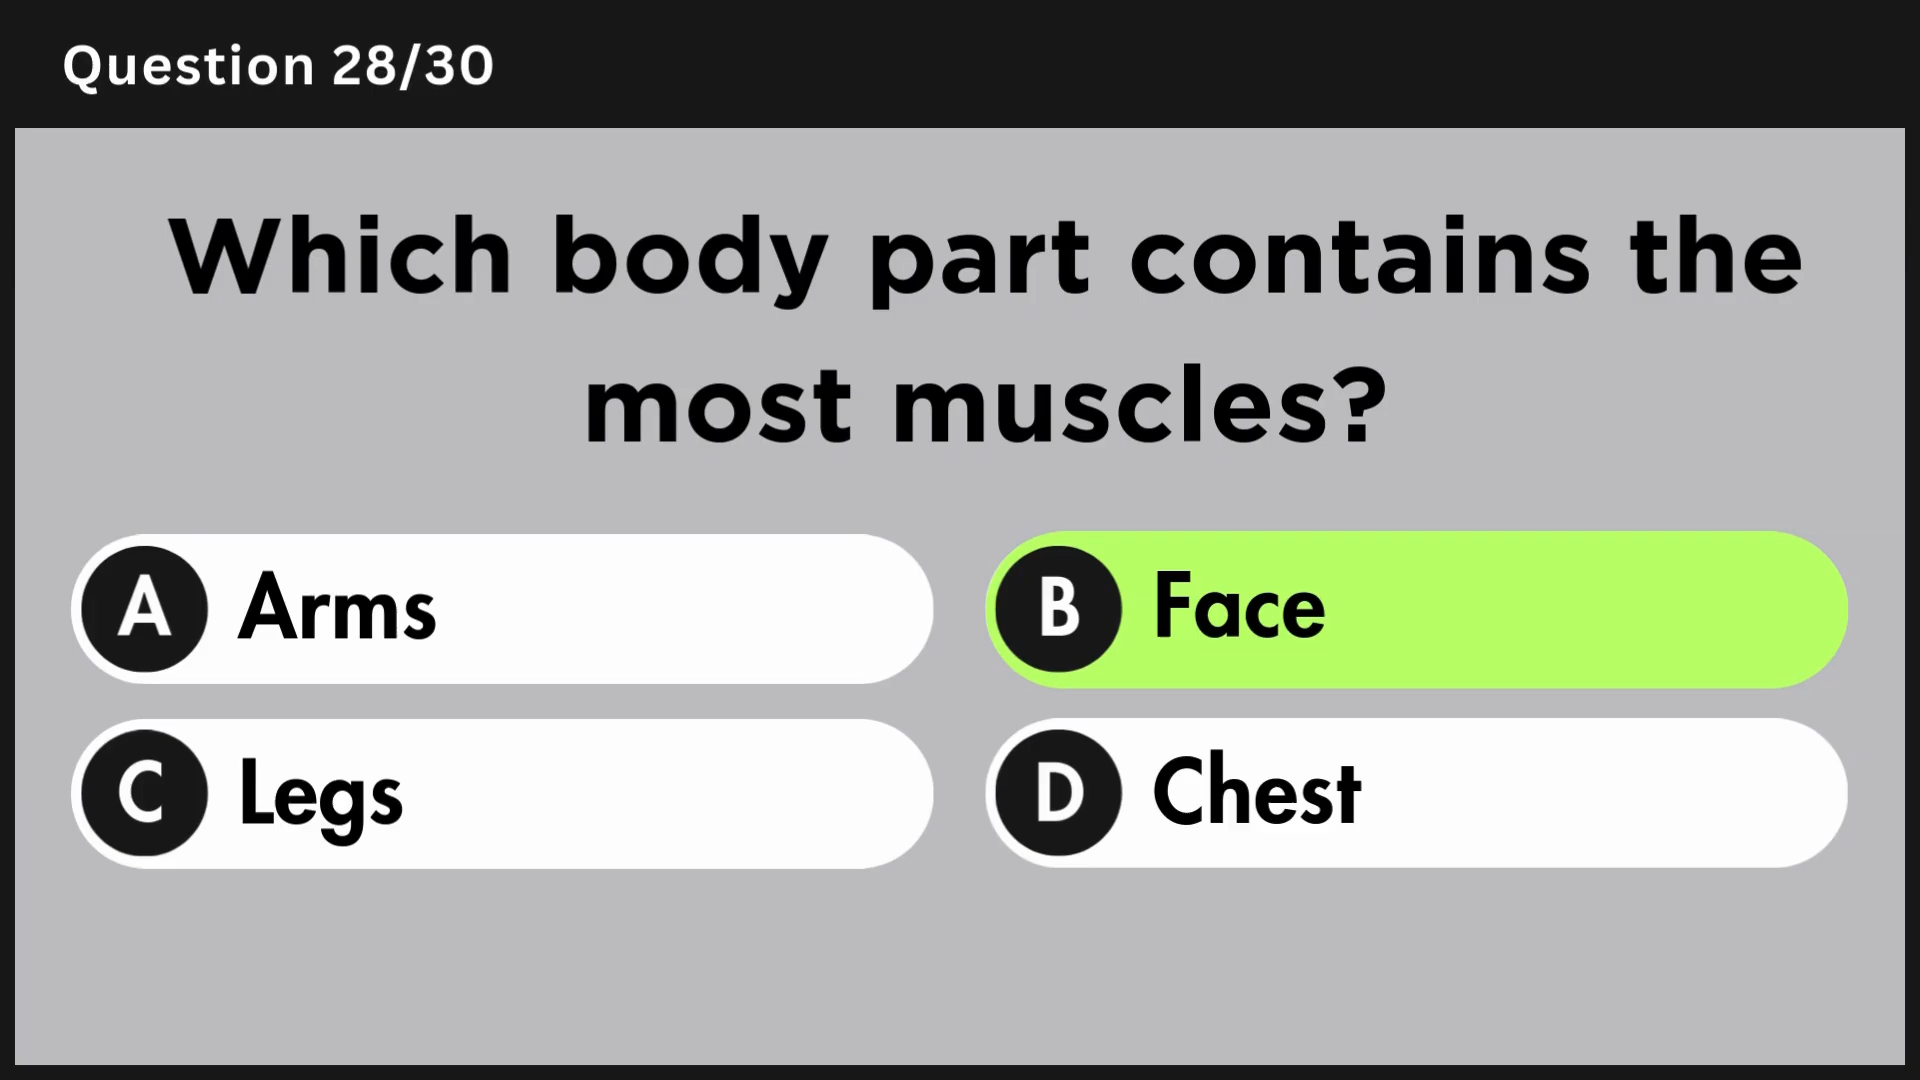 Question 28/30
Which body part contains the
most muscles?
A Arms
B Face
C Legs
D Chest